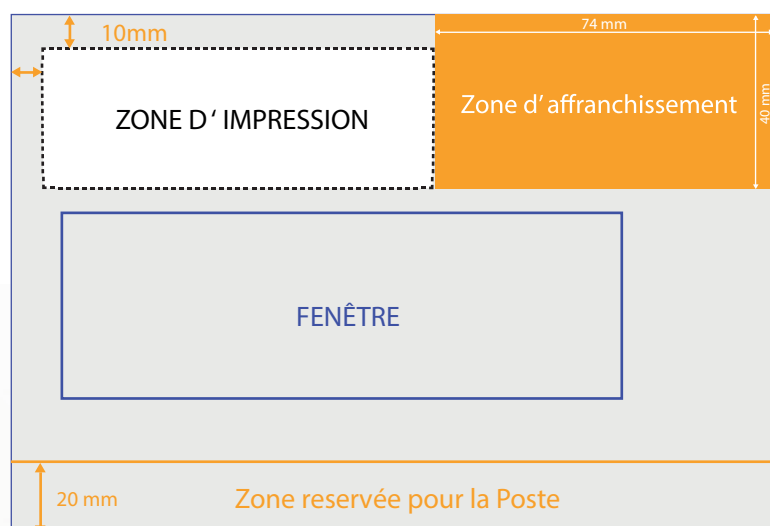 74 mm
10mm
ZONE D' IMPRESSION
Zone d' affranchissement
40 mm
FENÊTRE
20 mm
Zone reservée pour la Poste